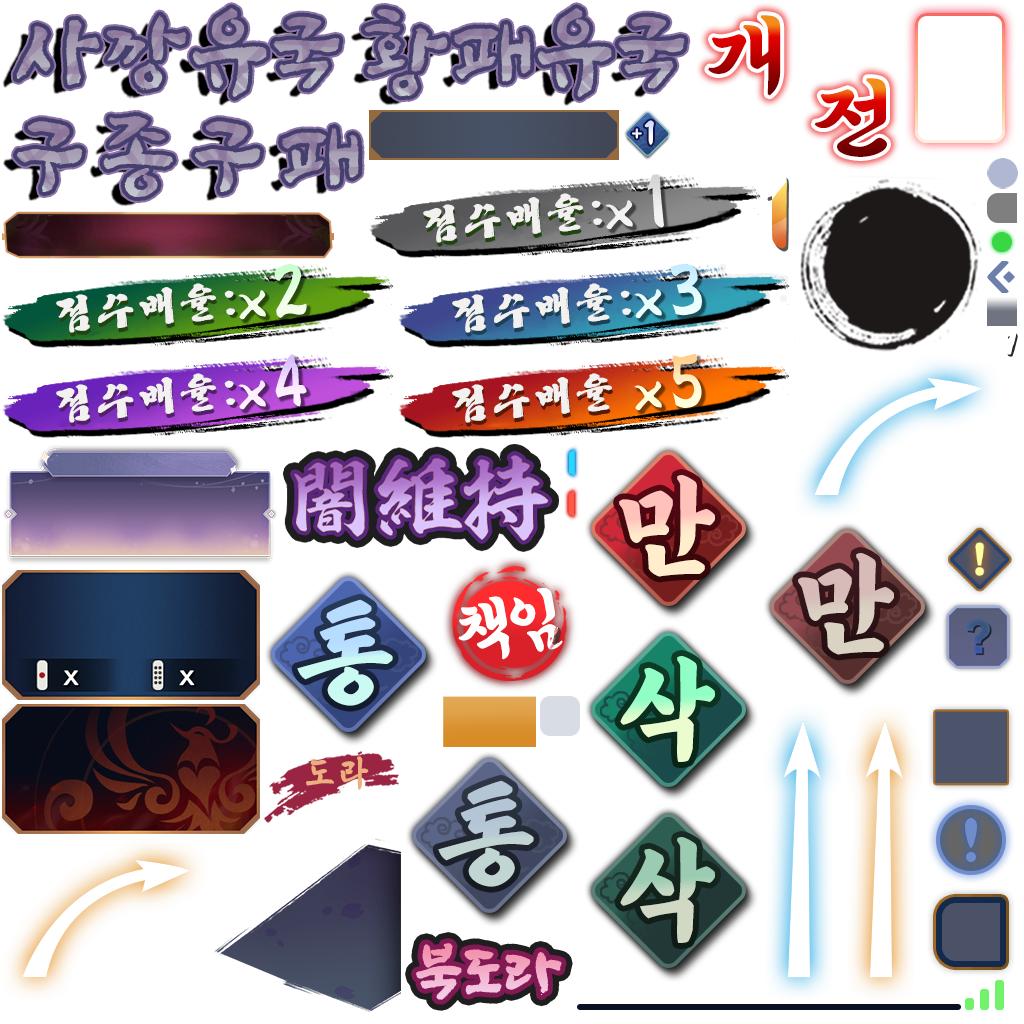 사깡유국
황패유국
개
전
구종구패
+1
점수배율:x1
점수배율:x2
점수배율:x3
점수배율:x4
점수배율 x5
闇維持
만
만
!
?
통
책임
삭
x
x
도라
통
삭
!
북도라